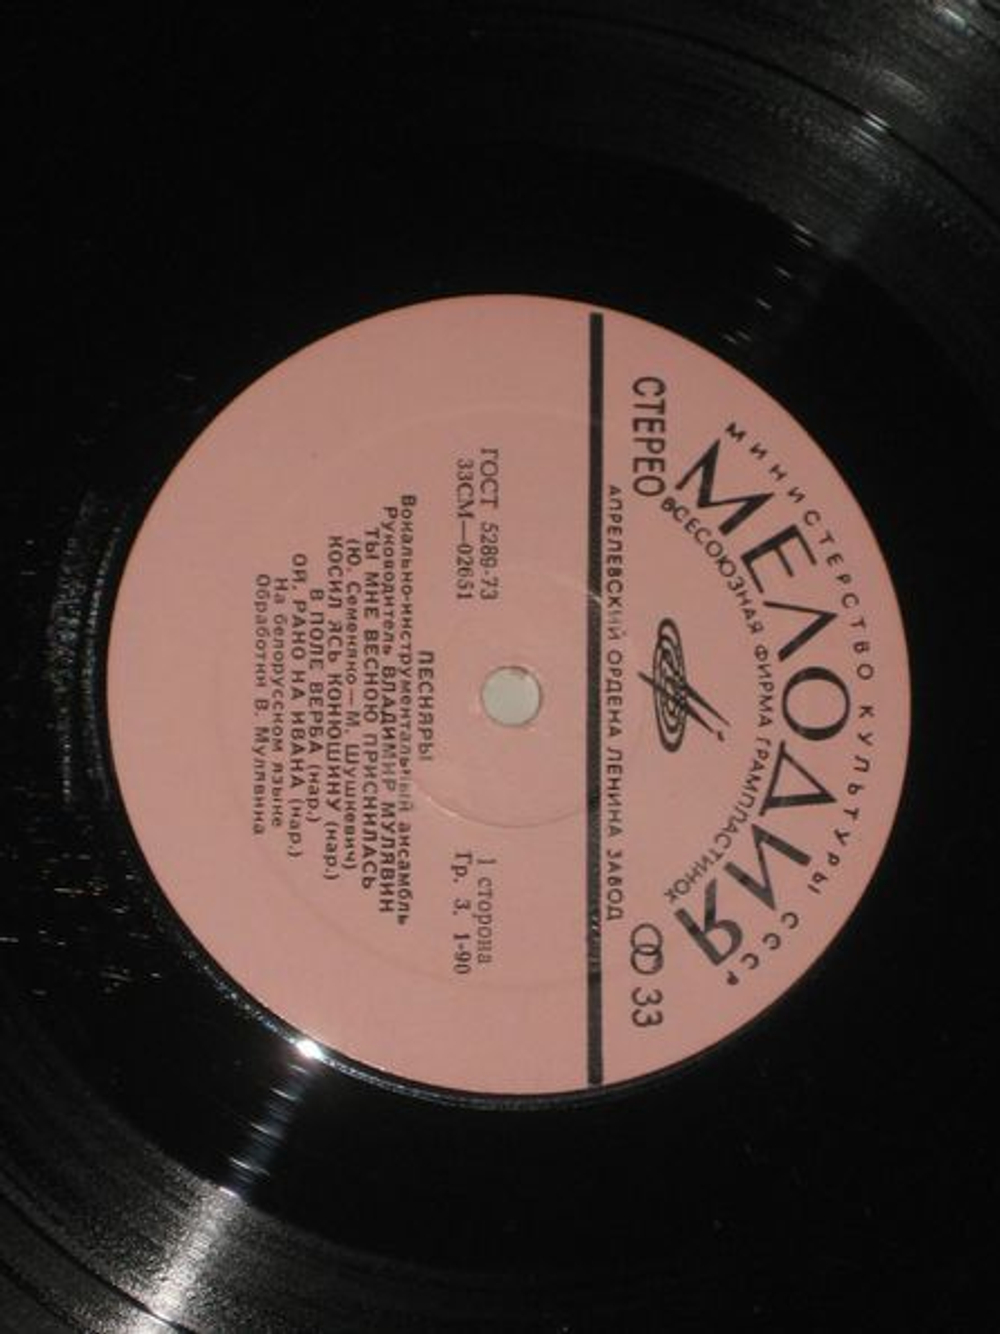 МИНИСТЕРСТВО КУЛЬТУРЫ СССР
МЕЛОДИЯ
ВСЕСОЮЗНАЯ ФИРМА ГРАМПЛАСТИНОК
СТЕРЕО
33
АПРЕЛЕВСКИЙ ОРДЕНА ЛЕНИНА ЗАВОД
ГОСТ 5289-73
33СМ—02651
1 сторона
Гр. 3. 1-90
ПЕСНЯРЫ
Вокально-инструментальный ансамбль
Руководитель ВЛАДИМИР МУЛЯВИН
ТЫ МНЕ ВЕСНОЮ ПРИСНИЛАСЬ
(Ю. Семеняко—М. Шушкевич)
КОСИЛ ЯСЬ КОНЮШИНУ (нар.)
В ПОЛЕ ВЕРБА (нар.)
ОЙ, РАНО НА ИВАНА (нар.)
На белорусском языке
Обработки В. Мулявина